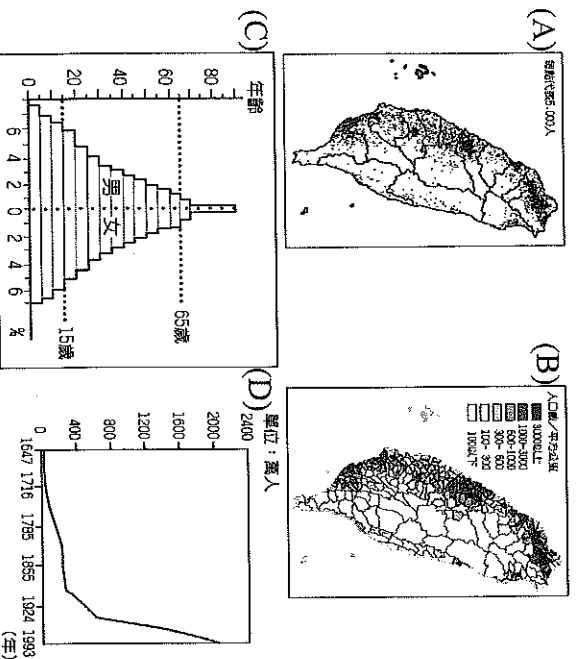 (A)
每點代表5,000人
(B)
人口數/平方公里
3000以上
1000-3000
600-1000
300- 600
100- 300
100以下
(C)
年齡
80
60
40
20
0
65歲
15歲
男 女
6 4 2 0 2 4 6 %
(D)
單位:萬人
2400
2000
1600
1200
800
400
0
1647 1716 1785 1855 1924 1993
(年)